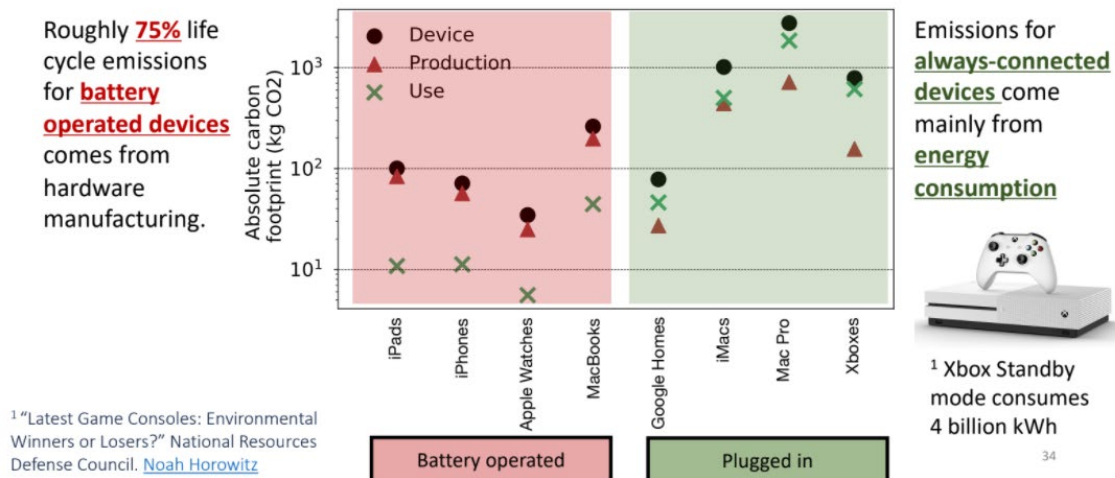 Roughly 75% life
cycle emissions
for battery
operated devices
comes from
hardware
manufacturing.
Absolute carbon
footprint (kg CO2)
10³
10²
10¹
Device
Production
Use
iPads
iPhones
Apple Watches
MacBooks
Google Homes
iMacs
Mac Pro
Xboxes
Battery operated
Plugged in
Emissions for
always-connected
devices come
mainly from
energy
consumption
¹ Xbox Standby
mode consumes
4 billion kWh
¹ “Latest Game Consoles: Environmental
Winners or Losers?” National Resources
Defense Council. Noah Horowitz
34